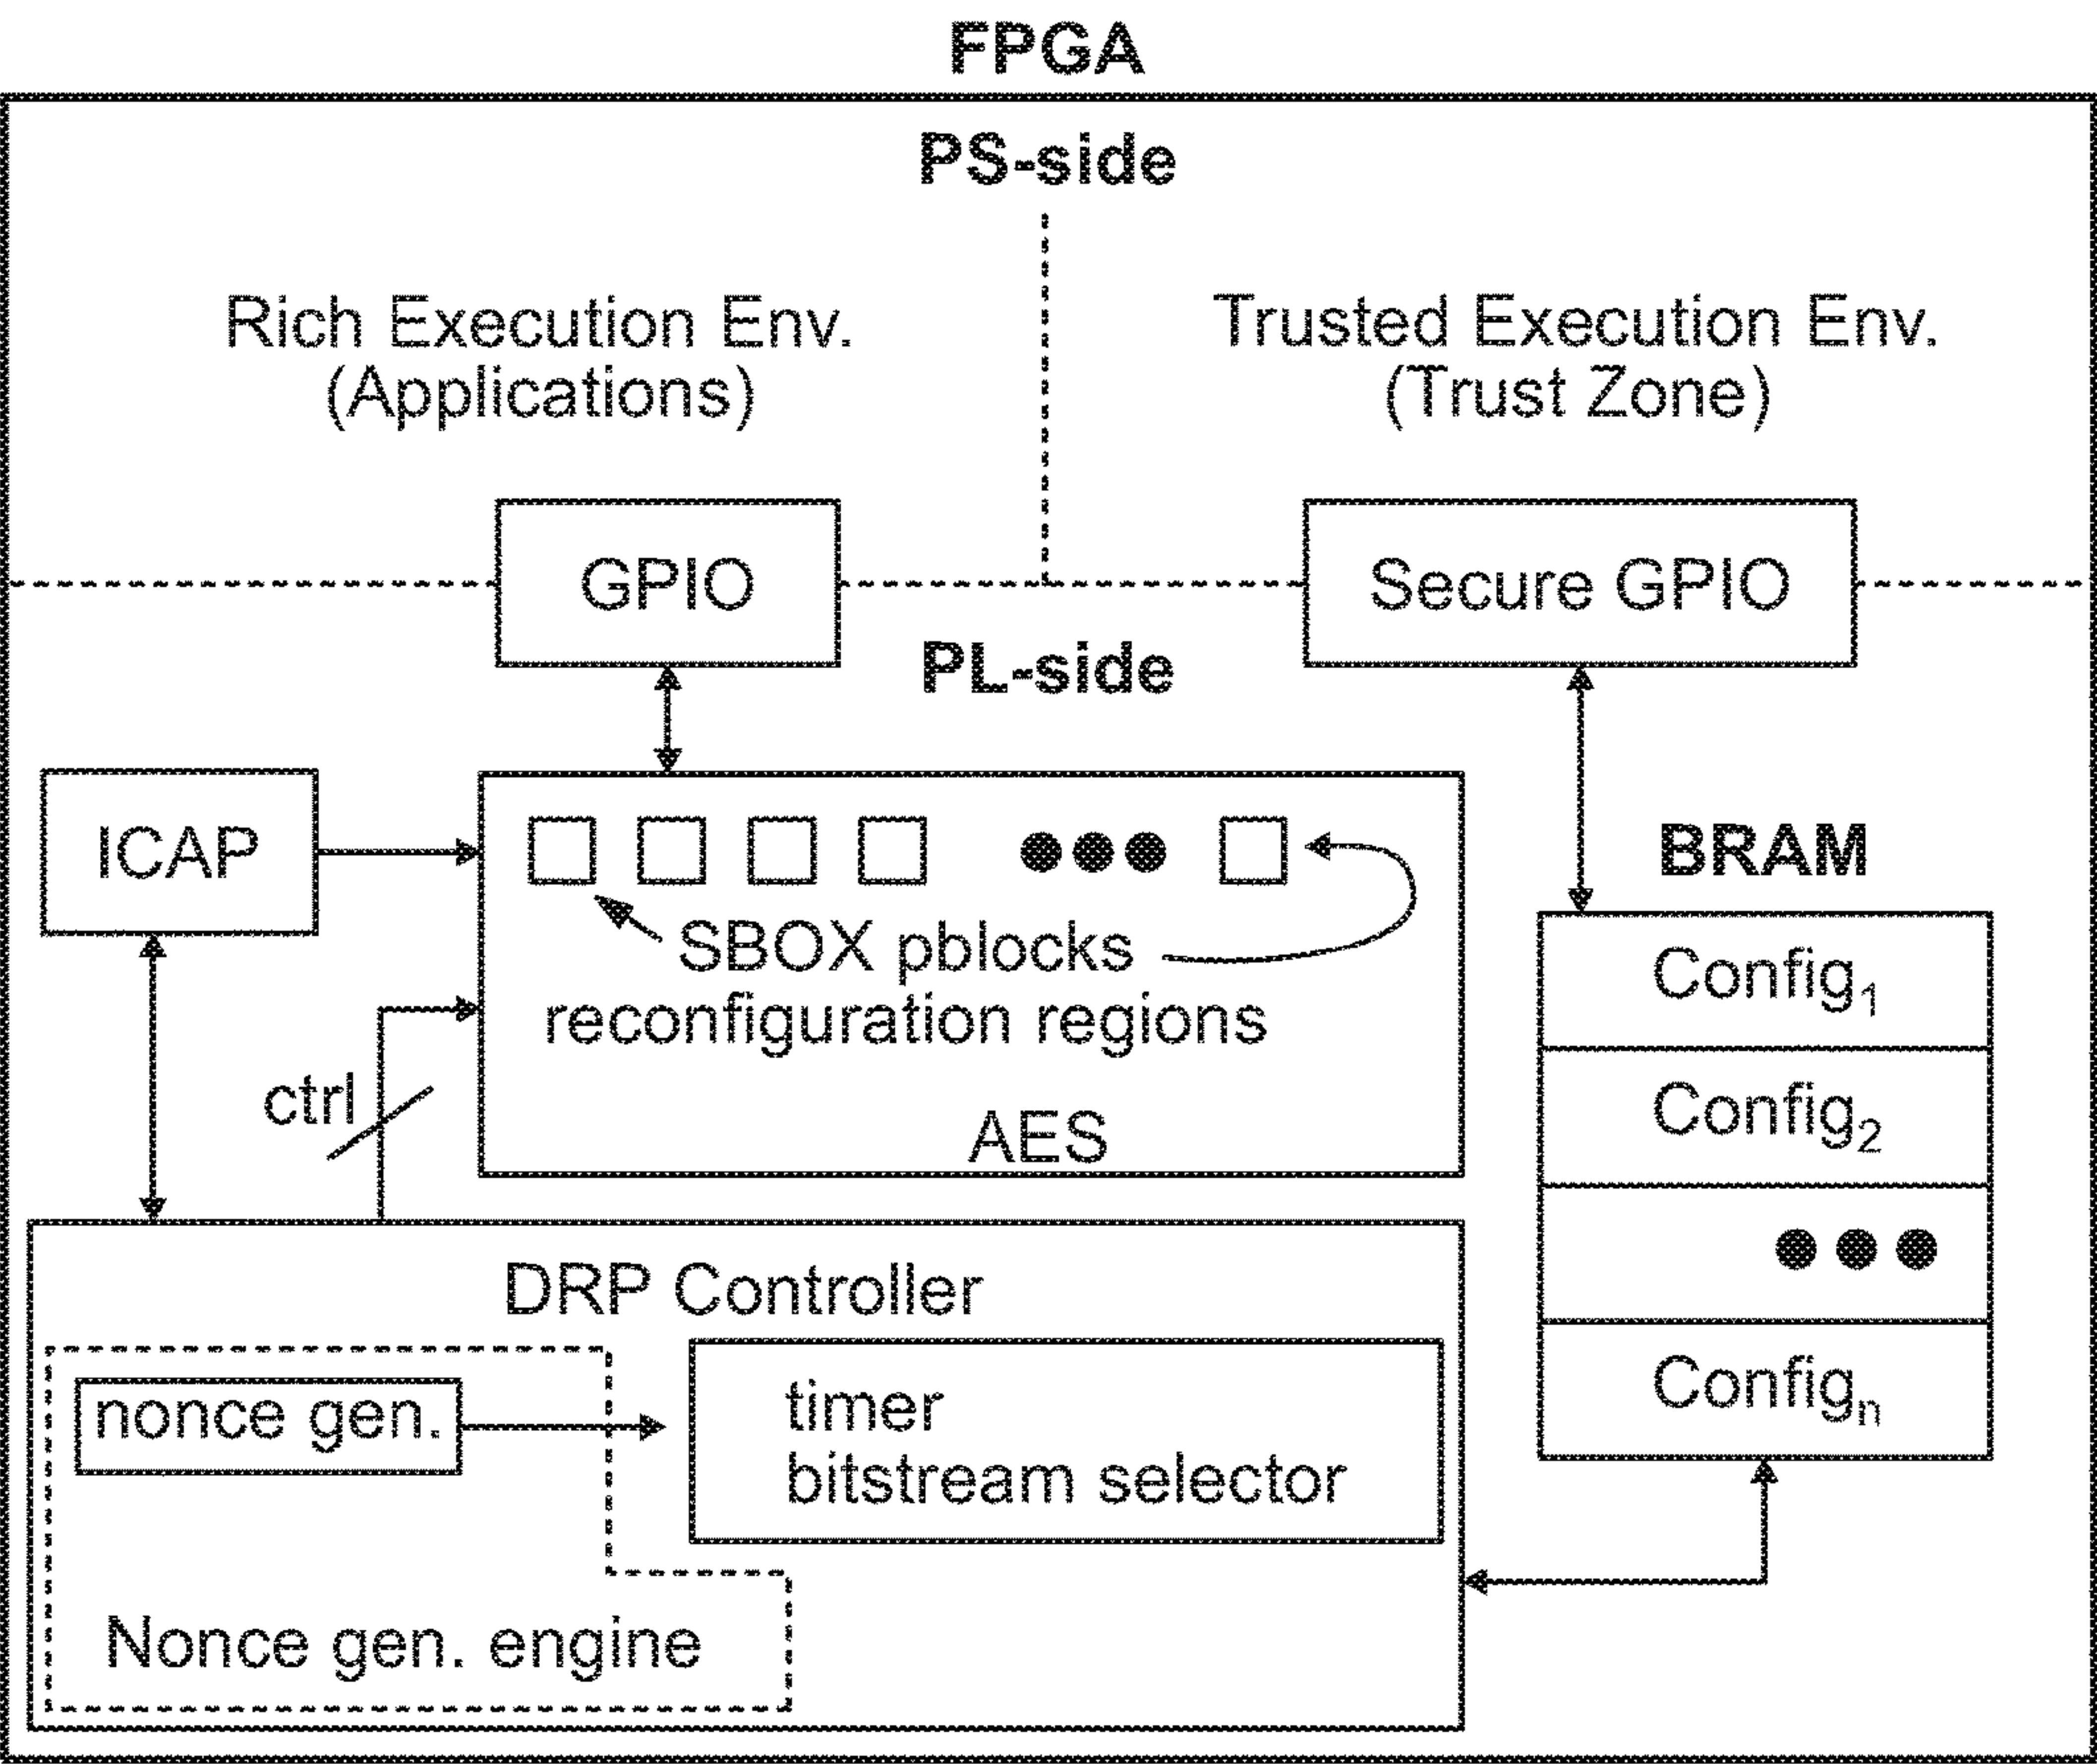 FPGA
PS-side
Rich Execution Env.
(Applications)
Trusted Execution Env.
(Trust Zone)
GPIO
Secure GPIO
PL-side
ICAP
SBOX pblocks
reconfiguration regions
AES
ctrl
BRAM
Config1
Config2
Confign
DRP Controller
nonce gen.
timer
bitstream selector
Nonce gen. engine